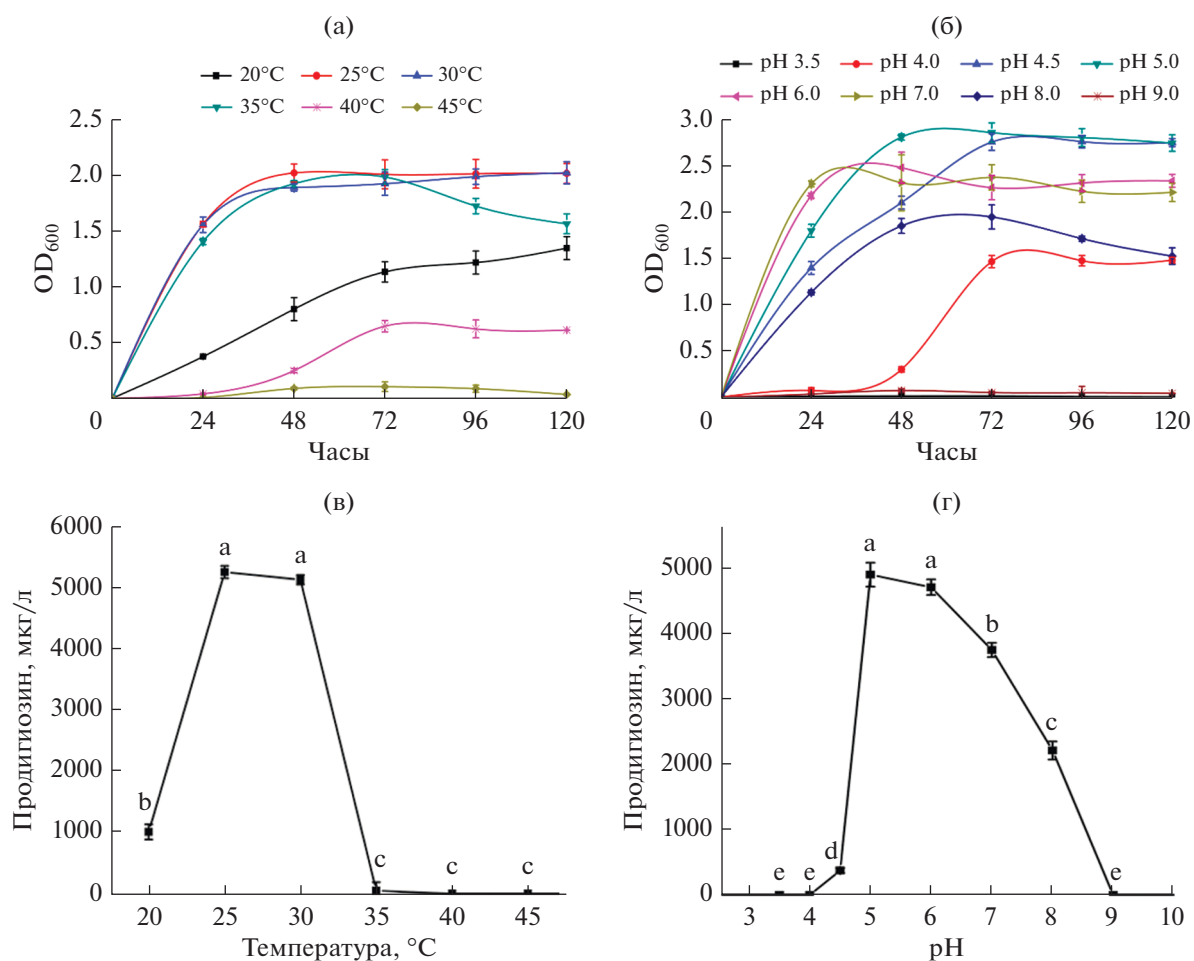 (а)
20°C 25°C 30°C
35°C 40°C 45°C
2.5
2.0
1.5
1.0
0.5
0
OD600
24 48 72 96 120
Часы
(б)
pH 3.5 pH 4.0 pH 4.5 pH 5.0
pH 6.0 pH 7.0 pH 8.0 pH 9.0
3.0
2.5
2.0
1.5
1.0
0.5
0
OD600
24 48 72 96 120
Часы
(в)
6000
5000
4000
3000
2000
1000
0
Продигиозин, мкг/л
b
a
a
c
c
c
20 25 30 35 40 45
Температура, °C
(г)
5000
4000
3000
2000
1000
0
Продигиозин, мкг/л
e
e
d
a
a
b
c
e
3 4 5 6 7 8 9 10
pH